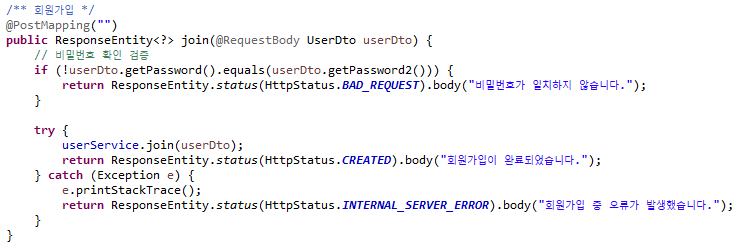 /** 회원가입 */
@PostMapping("")
public ResponseEntity<?> join(@RequestBody UserDto userDto) {
    // 비밀번호 확인 검증
    if (!userDto.getPassword().equals(userDto.getPassword2())) {
        return ResponseEntity.status(HttpStatus.BAD_REQUEST).body("비밀번호가 일치하지 않습니다.");
    }

    try {
        userService.join(userDto);
        return ResponseEntity.status(HttpStatus.CREATED).body("회원가입이 완료되었습니다.");
    } catch (Exception e) {
        e.printStackTrace();
        return ResponseEntity.status(HttpStatus.INTERNAL_SERVER_ERROR).body("회원가입 중 오류가 발생했습니다.");
    }
}